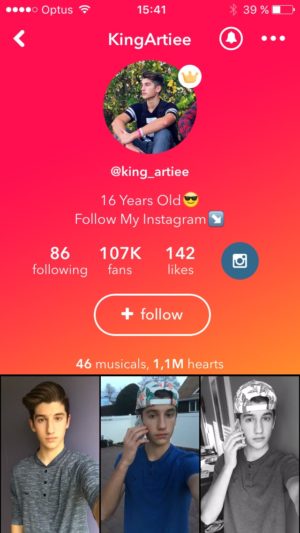 Optus 15:41 39 %
KingArtiee
@king_artiee
16 Years Old😎
Follow My Instagram↘️
86 107K 142
following fans likes
+ follow
46 musicals, 1,1M hearts